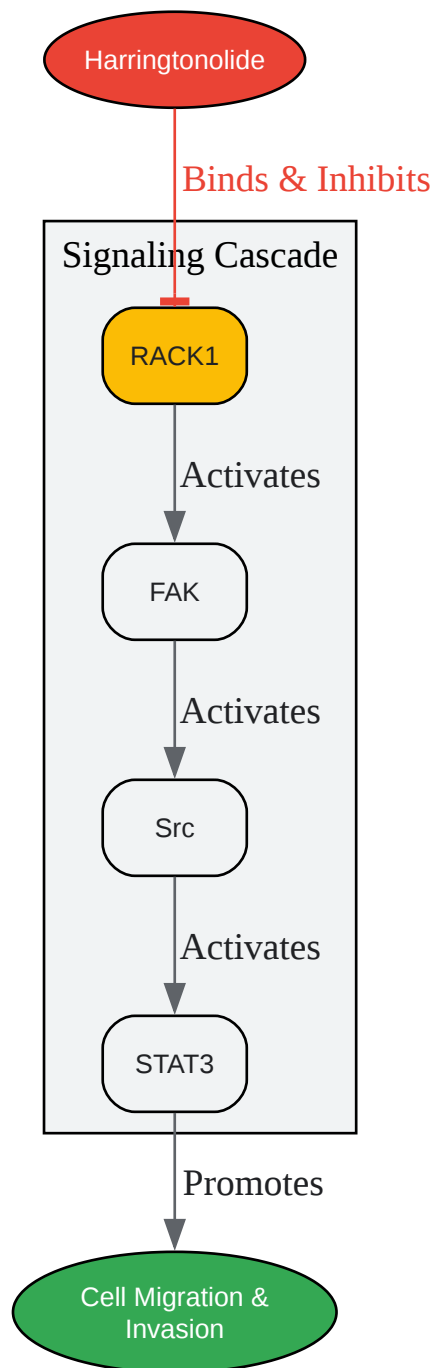 Harringtonolide
Binds & Inhibits
Signaling Cascade
RACK1
Activates
FAK
Activates
Src
Activates
STAT3
Promotes
Cell Migration &
Invasion